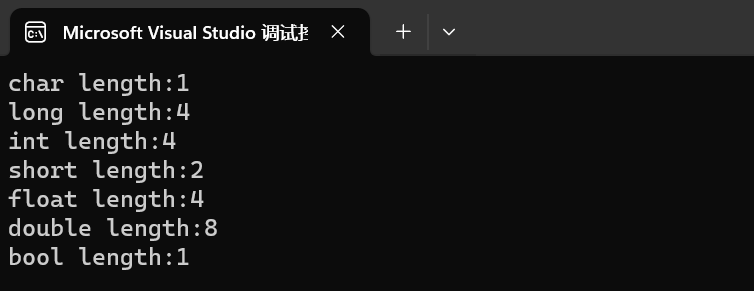 Microsoft Visual Studio 调试
char length:1
long length:4
int length:4
short length:2
float length:4
double length:8
bool length:1